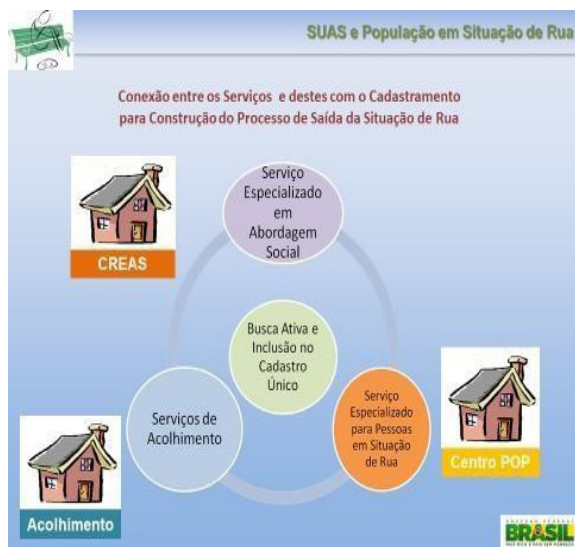 SUAS e População em Situação de Rua
Conexão entre os Serviços e destes com o Cadastramento
para Construção do Processo de Saída da Situação de Rua
Serviço
Especializado
em
Abordagem
Social
CREAS
Busca Ativa e
Inclusão no
Cadastro
Único
Serviços de
Acolhimento
Serviço
Especializado
para Pessoas
em Situação
de Rua
Centro POP
Acolhimento
BRASIL